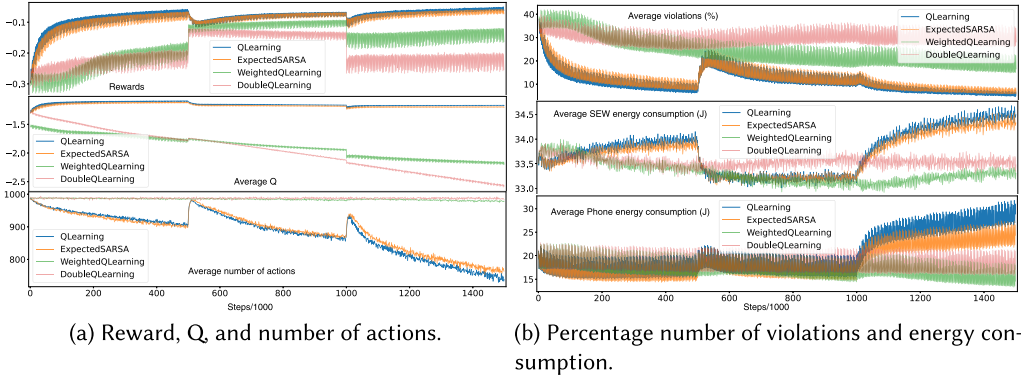 −0.1
−0.2
−0.3
QLearning
ExpectedSARSA
WeightedQLearning
DoubleQLearning
Rewards
−1.5
−2.0
−2.5
QLearning
ExpectedSARSA
WeightedQLearning
DoubleQLearning
Average Q
1000
900
800
QLearning
ExpectedSARSA
WeightedQLearning
DoubleQLearning
Average number of actions
0 200 400 600 800 1000 1200 1400
Steps/1000
(a) Reward, Q, and number of actions.
40
30
20
10
Average violations (%)
QLearning
ExpectedSARSA
WeightedQLearning
DoubleQLearning
34.5
34.0
33.5
33.0
Average SEW energy consumption (J)
QLearning
ExpectedSARSA
WeightedQLearning
DoubleQLearning
30
25
20
15
Average Phone energy consumption (J)
QLearning
ExpectedSARSA
WeightedQLearning
DoubleQLearning
0 200 400 600 800 1000 1200 1400
Steps/1000
(b) Percentage number of violations and energy con-
sumption.